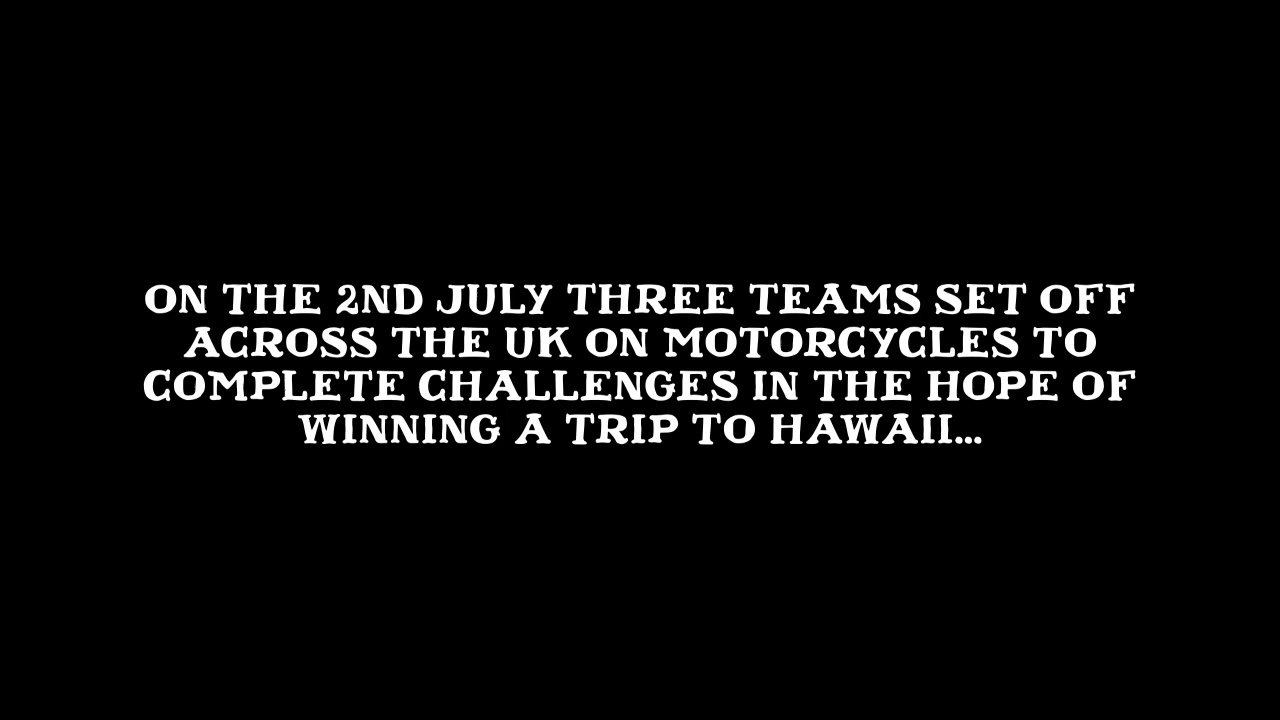 ON THE 2ND JULY THREE TEAMS SET OFF
ACROSS THE UK ON MOTORCYCLES TO
COMPLETE CHALLENGES IN THE HOPE OF
WINNING A TRIP TO HAWAII...